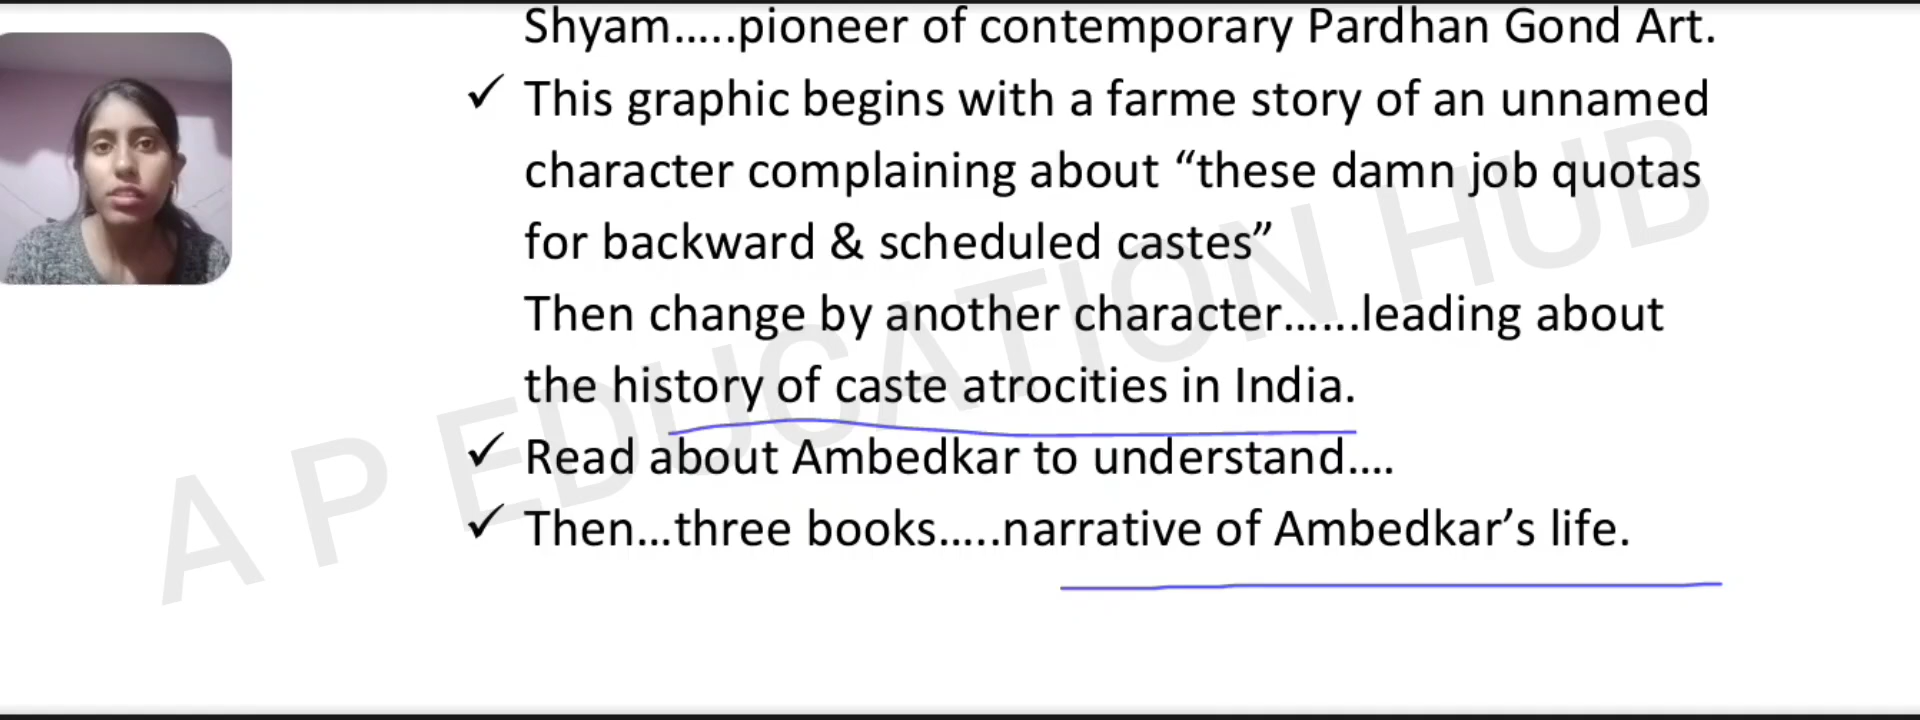 Shyam.....pioneer of contemporary Pardhan Gond Art.
✓ This graphic begins with a farme story of an unnamed
character complaining about “these damn job quotas
for backward & scheduled castes”
Then change by another character......leading about
the history of caste atrocities in India.
✓ Read about Ambedkar to understand....
✓ Then...three books.....narrative of Ambedkar’s life.
A P EDUCATION HUB